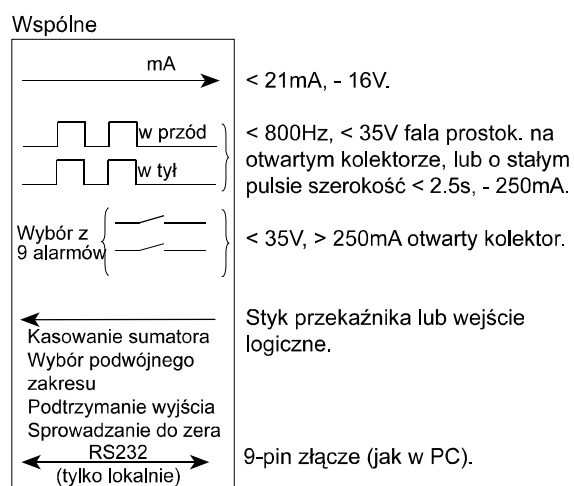 Wspólne
mA
< 21mA, - 16V.
w przód
w tył
< 800Hz, < 35V fala prostok. na
otwartym kolektorze, lub o stałym
pulsie szerokość < 2.5s, - 250mA.
Wybór z
9 alarmów
< 35V, > 250mA otwarty kolektor.
Kasowanie sumatora
Wybór podwójnego
zakresu
Podtrzymanie wyjścia
Sprowadzanie do zera
Styk przekaźnika lub wejście
logiczne.
RS232
(tylko lokalnie)
9-pin złącze (jak w PC).